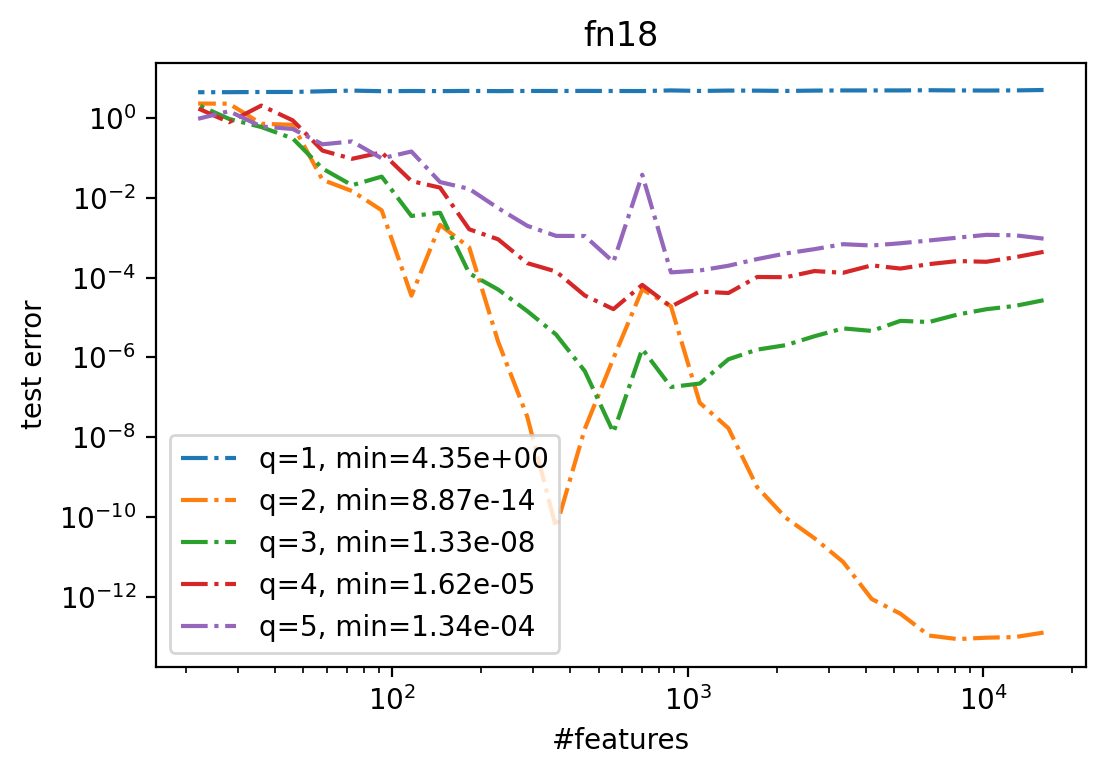 fn18
test error
10^0
10^-2
10^-4
10^-6
10^-8
10^-10
10^-12
q=1, min=4.35e+00
q=2, min=8.87e-14
q=3, min=1.33e-08
q=4, min=1.62e-05
q=5, min=1.34e-04
10^2
10^3
10^4
#features